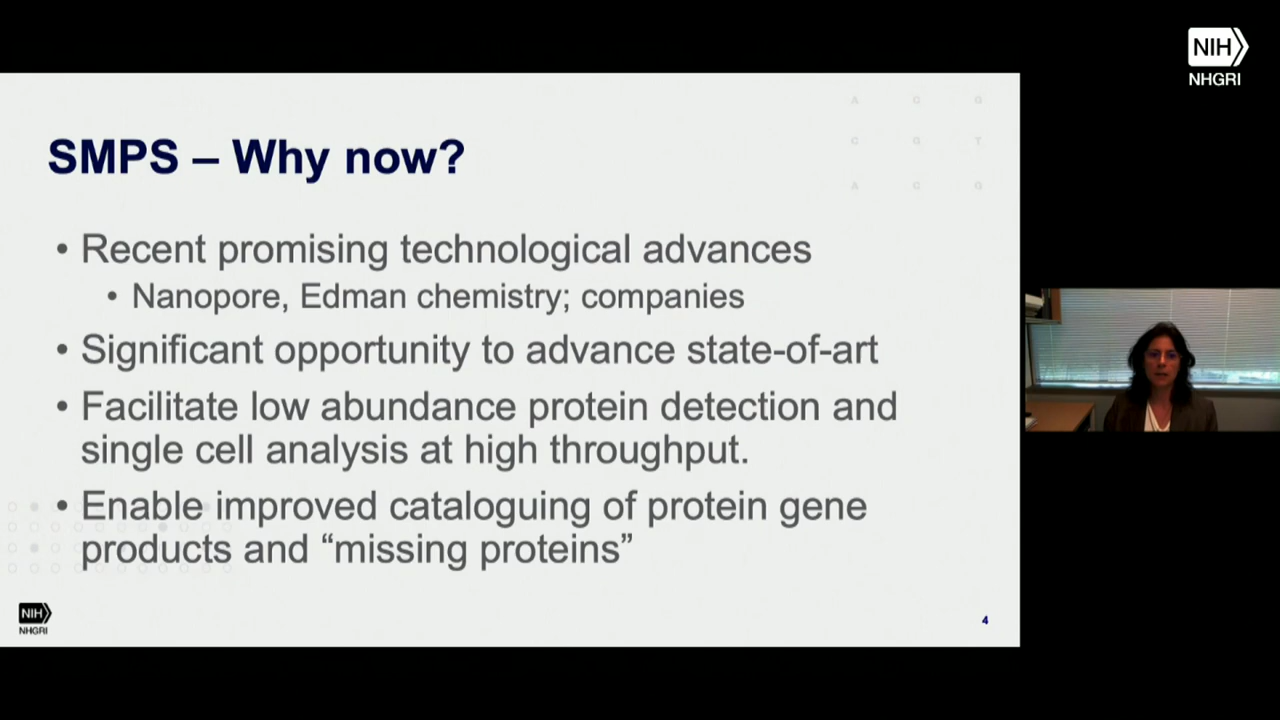 NIH
NHGRI
A C G
C G T
A C G
SMPS – Why now?
• Recent promising technological advances
• Nanopore, Edman chemistry; companies
• Significant opportunity to advance state-of-art
• Facilitate low abundance protein detection and
single cell analysis at high throughput.
• Enable improved cataloguing of protein gene
products and “missing proteins”
NIH
NHGRI
4